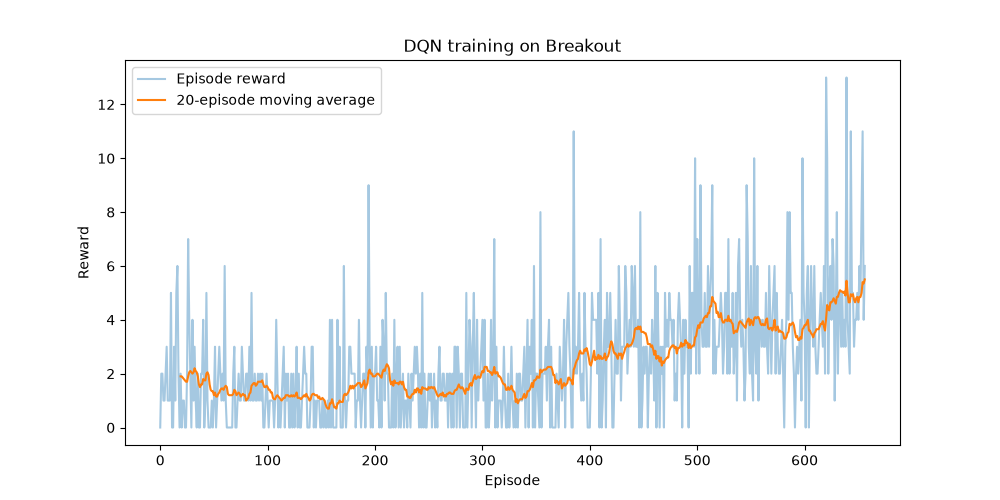 DQN training on Breakout
Episode reward
20-episode moving average
12
10
8
6
4
2
0
Reward
0 100 200 300 400 500 600
Episode